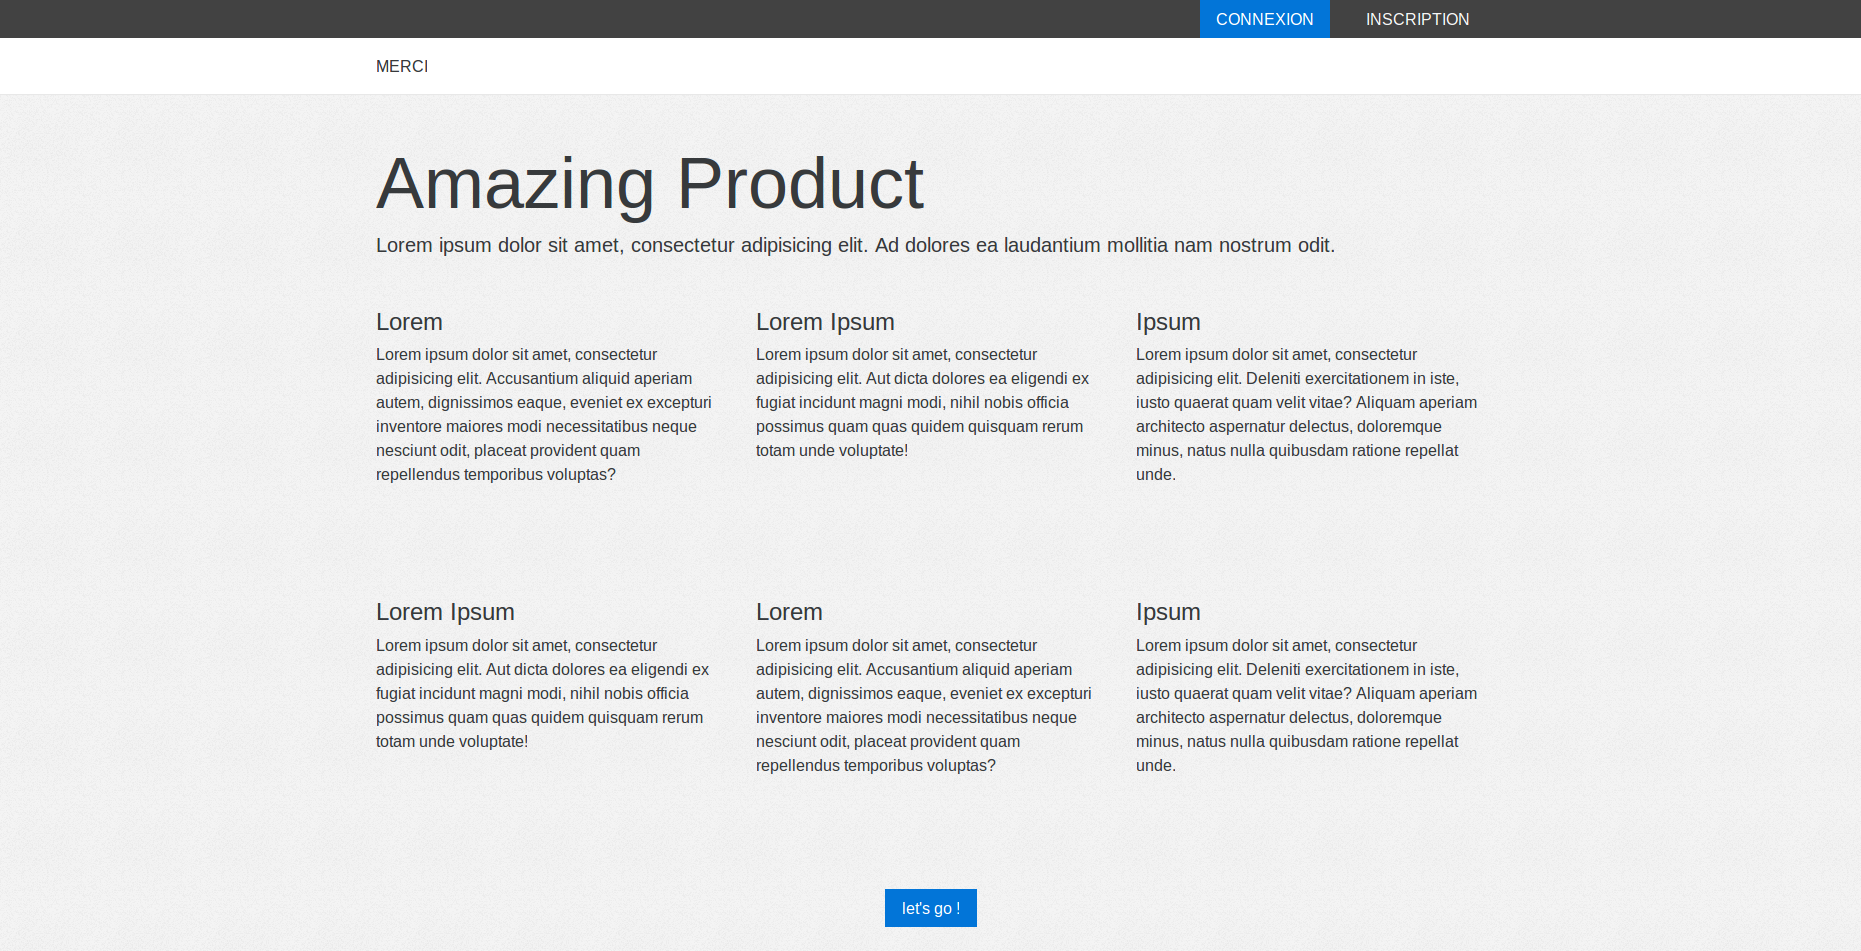 CONNEXION INSCRIPTION
MERCI
Amazing Product
Lorem ipsum dolor sit amet, consectetur adipisicing elit. Ad dolores ea laudantium mollitia nam nostrum odit.
Lorem
Lorem ipsum dolor sit amet, consectetur
adipisicing elit. Accusantium aliquid aperiam
autem, dignissimos eaque, eveniet ex excepturi
inventore maiores modi necessitatibus neque
nesciunt odit, placeat provident quam
repellendus temporibus voluptas?
Lorem Ipsum
Lorem ipsum dolor sit amet, consectetur
adipisicing elit. Aut dicta dolores ea eligendi ex
fugiat incidunt magni modi, nihil nobis officia
possimus quam quas quidem quisquam rerum
totam unde voluptate!
Ipsum
Lorem ipsum dolor sit amet, consectetur
adipisicing elit. Deleniti exercitationem in iste,
iusto quaerat quam velit vitae? Aliquam aperiam
architecto aspernatur delectus, doloremque
minus, natus nulla quibusdam ratione repellat
unde.
Lorem Ipsum
Lorem ipsum dolor sit amet, consectetur
adipisicing elit. Aut dicta dolores ea eligendi ex
fugiat incidunt magni modi, nihil nobis officia
possimus quam quas quidem quisquam rerum
totam unde voluptate!
Lorem
Lorem ipsum dolor sit amet, consectetur
adipisicing elit. Accusantium aliquid aperiam
autem, dignissimos eaque, eveniet ex excepturi
inventore maiores modi necessitatibus neque
nesciunt odit, placeat provident quam
repellendus temporibus voluptas?
Ipsum
Lorem ipsum dolor sit amet, consectetur
adipisicing elit. Deleniti exercitationem in iste,
iusto quaerat quam velit vitae? Aliquam aperiam
architecto aspernatur delectus, doloremque
minus, natus nulla quibusdam ratione repellat
unde.
let's go !